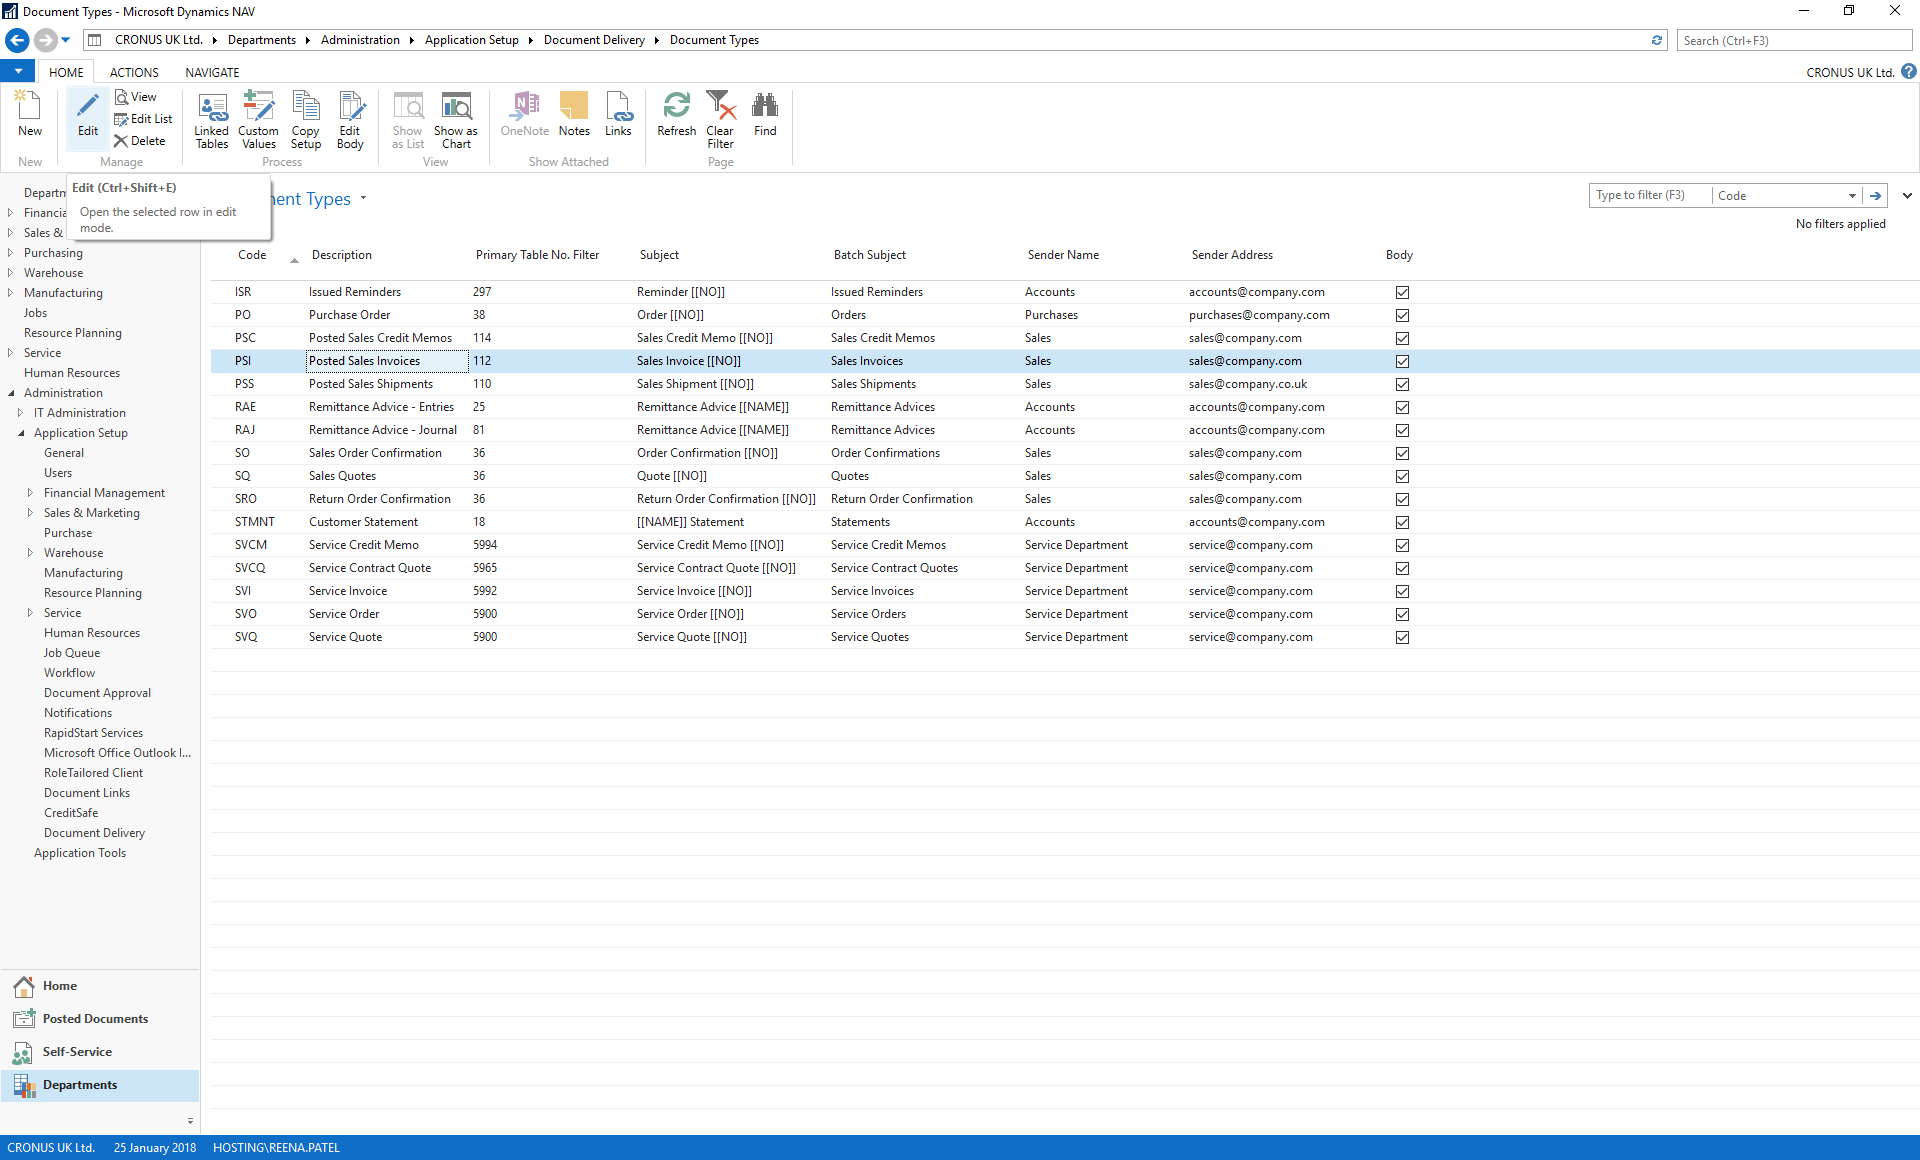 Document Types - Microsoft Dynamics NAV
CRONUS UK Ltd. Departments Administration Application Setup Document Delivery Document Types
Search (Ctrl+F3)
HOME ACTIONS NAVIGATE
CRONUS UK Ltd.
New
Edit
View
Edit List
Delete
Linked Tables
Custom Values
Copy Setup
Edit Body
Show as List
Show as Chart
OneNote
Notes
Links
Refresh
Clear Filter
Find
New Manage Process View Show Attached Page
Edit (Ctrl+Shift+E)
Open the selected row in edit
mode.
Departm
Financia
Sales &
Purchasing
Warehouse
Manufacturing
Jobs
Resource Planning
Service
Human Resources
Administration
IT Administration
Application Setup
General
Users
Financial Management
Sales & Marketing
Purchase
Warehouse
Manufacturing
Resource Planning
Service
Human Resources
Job Queue
Workflow
Document Approval
Notifications
RapidStart Services
Microsoft Office Outlook I...
RoleTailored Client
Document Links
CreditSafe
Document Delivery
Application Tools
Home
Posted Documents
Self-Service
Departments
ment Types
Type to filter (F3) Code
No filters applied
Code Description Primary Table No. Filter Subject Batch Subject Sender Name Sender Address Body
ISR Issued Reminders 297 Reminder [[NO]] Issued Reminders Accounts accounts@company.com
PO Purchase Order 38 Order [[NO]] Orders Purchases purchases@company.com
PSC Posted Sales Credit Memos 114 Sales Credit Memo [[NO]] Sales Credit Memos Sales sales@company.com
PSI Posted Sales Invoices 112 Sales Invoice [[NO]] Sales Invoices Sales sales@company.com
PSS Posted Sales Shipments 110 Sales Shipment [[NO]] Sales Shipments Sales sales@company.co.uk
RAE Remittance Advice - Entries 25 Remittance Advice [[NAME]] Remittance Advices Accounts accounts@company.com
RAJ Remittance Advice - Journal 81 Remittance Advice [[NAME]] Remittance Advices Accounts accounts@company.com
SO Sales Order Confirmation 36 Order Confirmation [[NO]] Order Confirmations Sales sales@company.com
SQ Sales Quotes 36 Quote [[NO]] Quotes Sales sales@company.com
SRO Return Order Confirmation 36 Return Order Confirmation [[NO]] Return Order Confirmation Sales sales@company.com
STMNT Customer Statement 18 [[NAME]] Statement Statements Accounts accounts@company.com
SVCM Service Credit Memo 5994 Service Credit Memo [[NO]] Service Credit Memos Service Department service@company.com
SVCQ Service Contract Quote 5965 Service Contract Quote [[NO]] Service Contract Quotes Service Department service@company.com
SVI Service Invoice 5992 Service Invoice [[NO]] Service Invoices Service Department service@company.com
SVO Service Order 5900 Service Order [[NO]] Service Orders Service Department service@company.com
SVQ Service Quote 5900 Service Quote [[NO]] Service Quotes Service Department service@company.com
CRONUS UK Ltd. 25 January 2018 HOSTING\REENA.PATEL